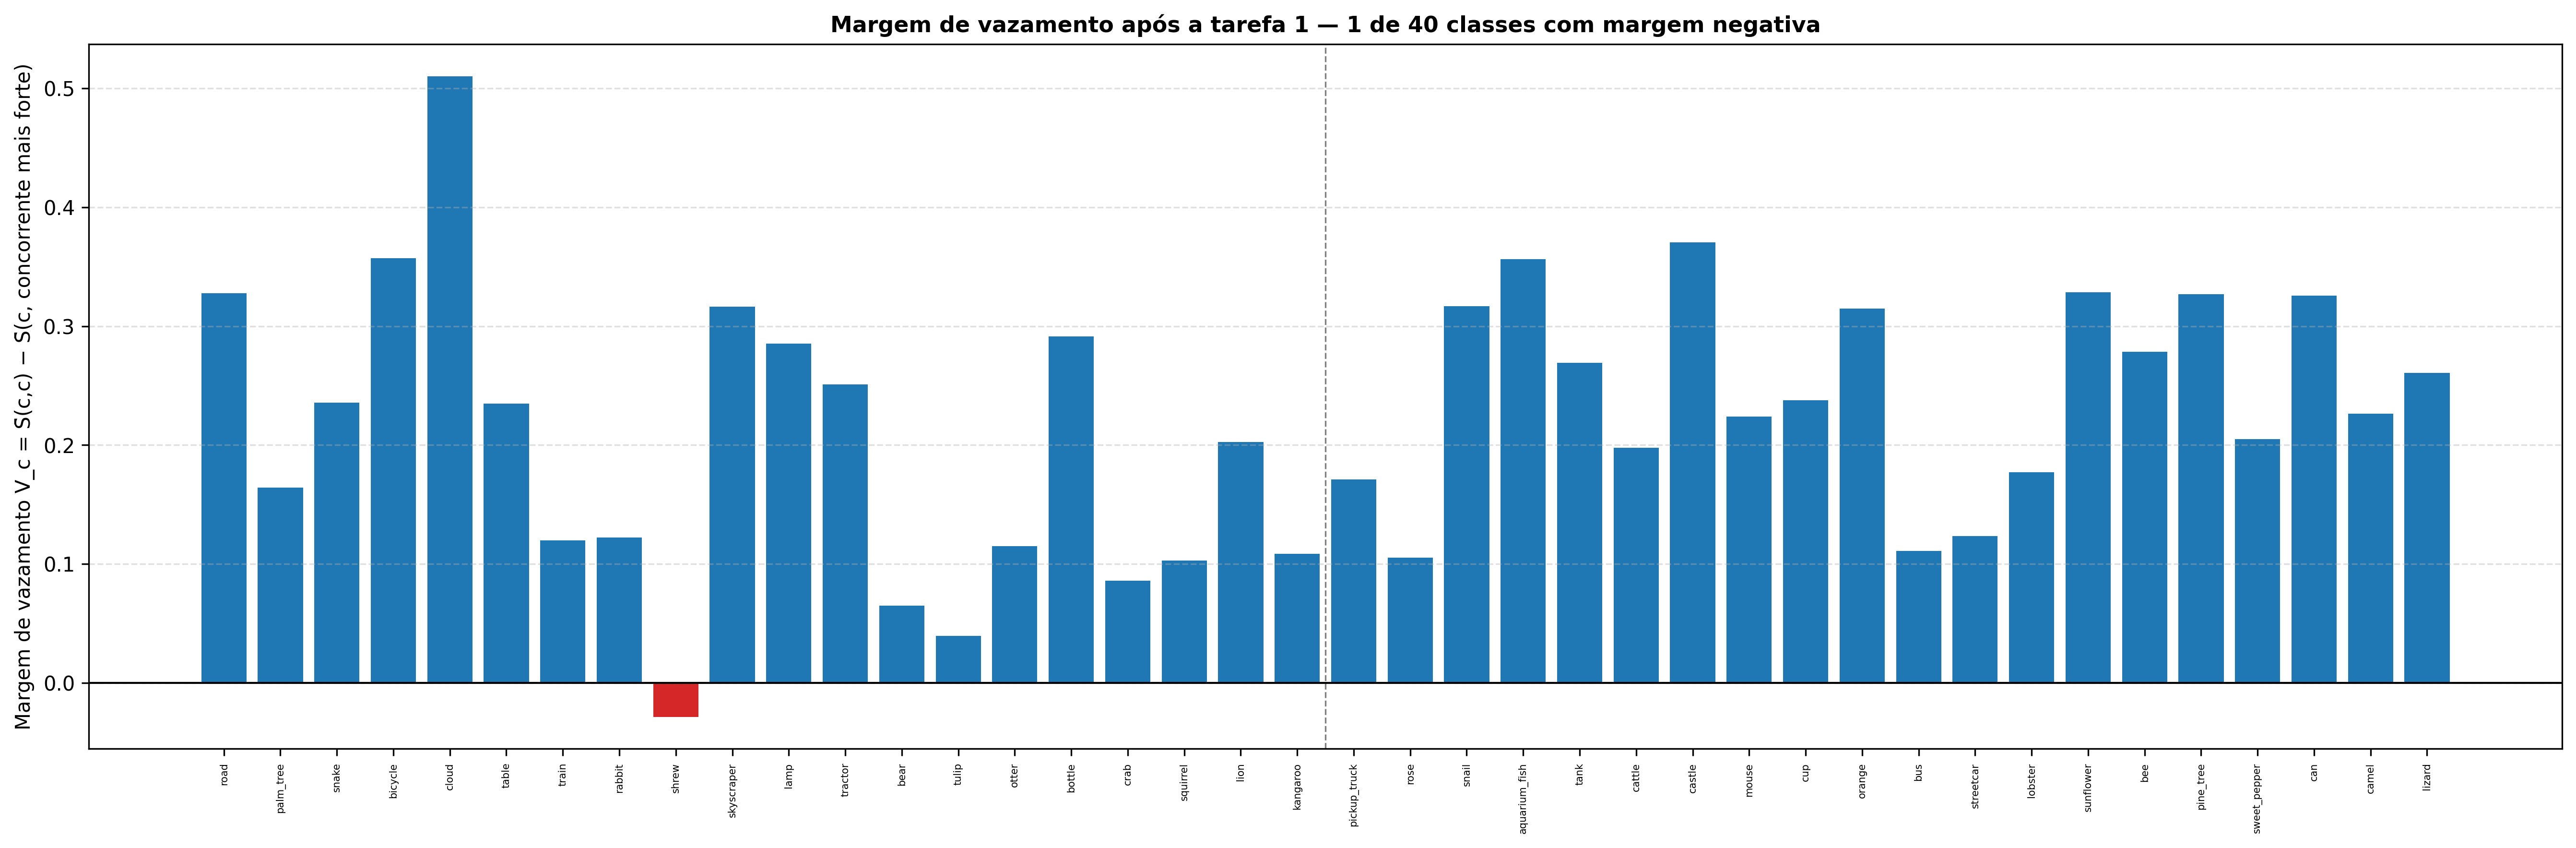 Margem de vazamento após a tarefa 1 — 1 de 40 classes com margem negativa
Margem de vazamento V_c = S(c,c) − S(c, concorrente mais forte)
0.5
0.4
0.3
0.2
0.1
0.0
road
palm_tree
snake
bicycle
cloud
table
train
rabbit
shrew
skyscraper
lamp
tractor
bear
tulip
otter
bottle
crab
squirrel
lion
kangaroo
pickup_truck
rose
snail
aquarium_fish
tank
cattle
castle
mouse
cup
orange
bus
streetcar
lobster
sunflower
bee
pine_tree
sweet_pepper
can
camel
lizard